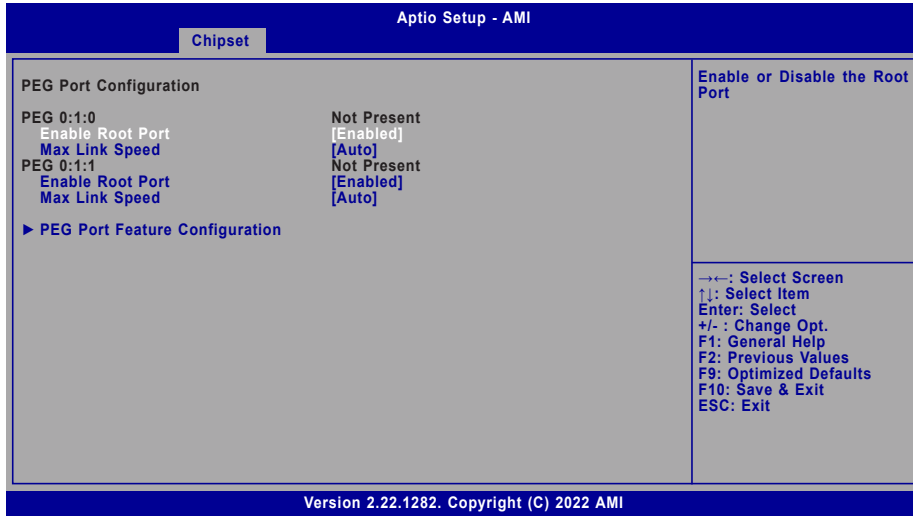 Aptio Setup - AMI
Chipset
PEG Port Configuration
PEG 0:1:0 Not Present
Enable Root Port [Enabled]
Max Link Speed [Auto]
PEG 0:1:1 Not Present
Enable Root Port [Enabled]
Max Link Speed [Auto]
► PEG Port Feature Configuration
Enable or Disable the Root
Port
→←: Select Screen
↑↓: Select Item
Enter: Select
+/- : Change Opt.
F1: General Help
F2: Previous Values
F9: Optimized Defaults
F10: Save & Exit
ESC: Exit
Version 2.22.1282. Copyright (C) 2022 AMI